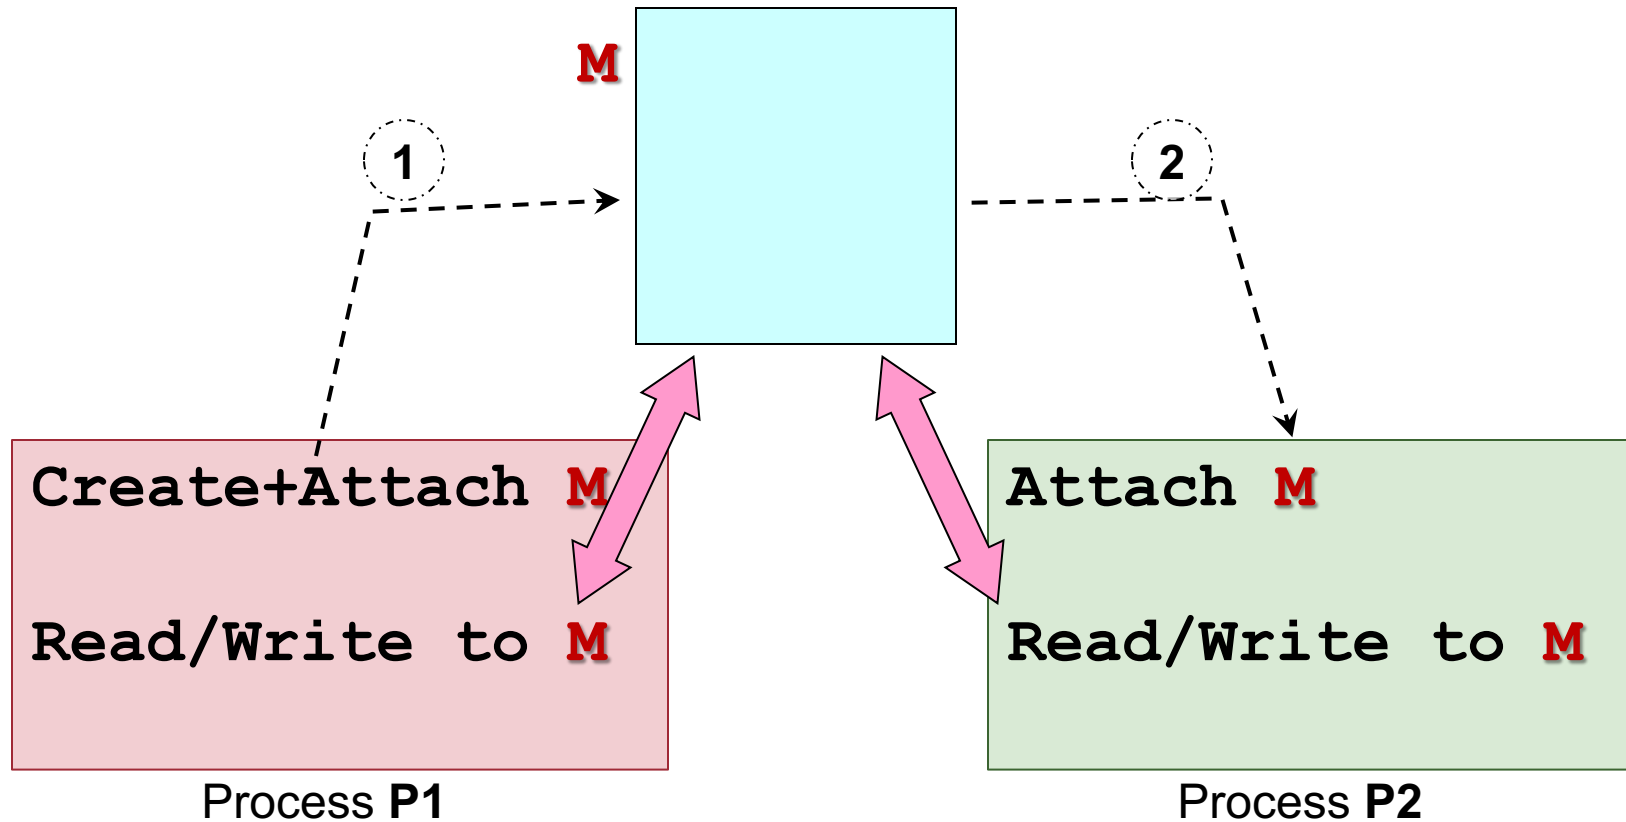 M
1
2
Create+Attach M
Read/Write to M
Attach M
Read/Write to M
Process P1
Process P2